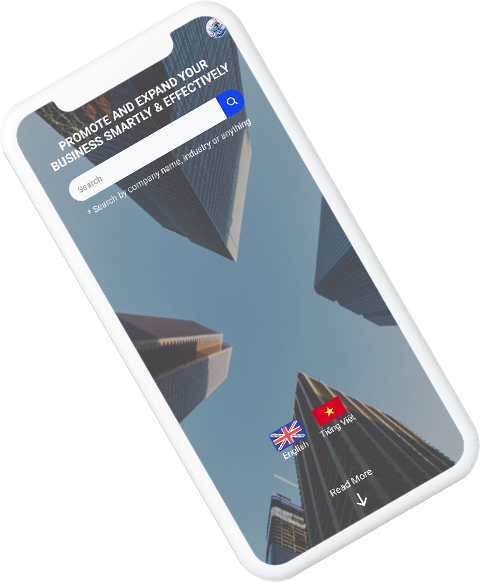 PROMOTE AND EXPAND YOUR
BUSINESS SMARTLY & EFFECTIVELY
Search
* Search by company name, industry or anything
English
Tiếng Việt
Read More